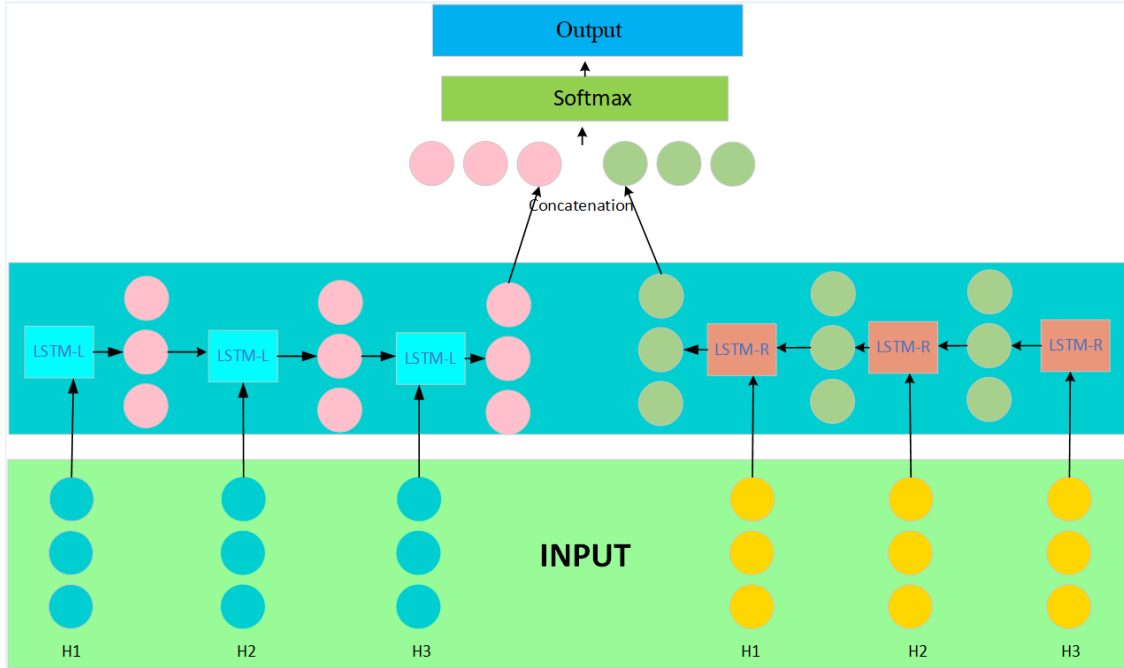 Output
Softmax
Concatenation
LSTM-L
LSTM-L
LSTM-L
LSTM-R
LSTM-R
LSTM-R
INPUT
H1
H2
H3
H1
H2
H3